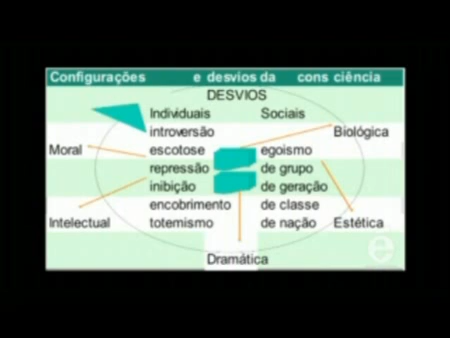 Configurações e desvios da cons ciência
DESVIOS
Individuais Sociais
introversão Biológica
Moral escotose egoismo
repressão de grupo
inibição de geração
encobrimento de classe
Intelectual totemismo de nação Estética
Dramática
e